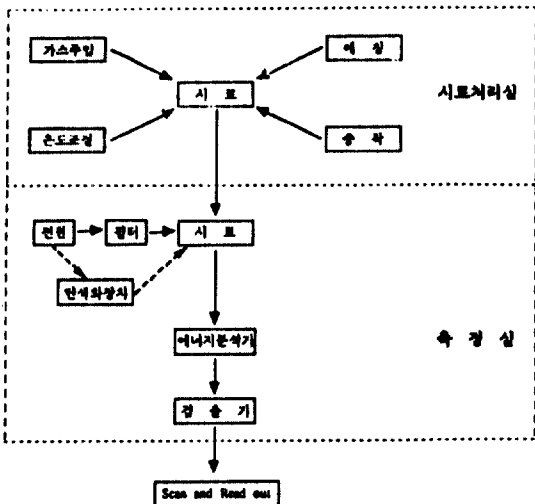 가스주입
에칭
시료
시료처리실
온도조절
증착
편원
필터
시료
단색화장치
에너지분석기
측정실
검출기
Scan and Read out